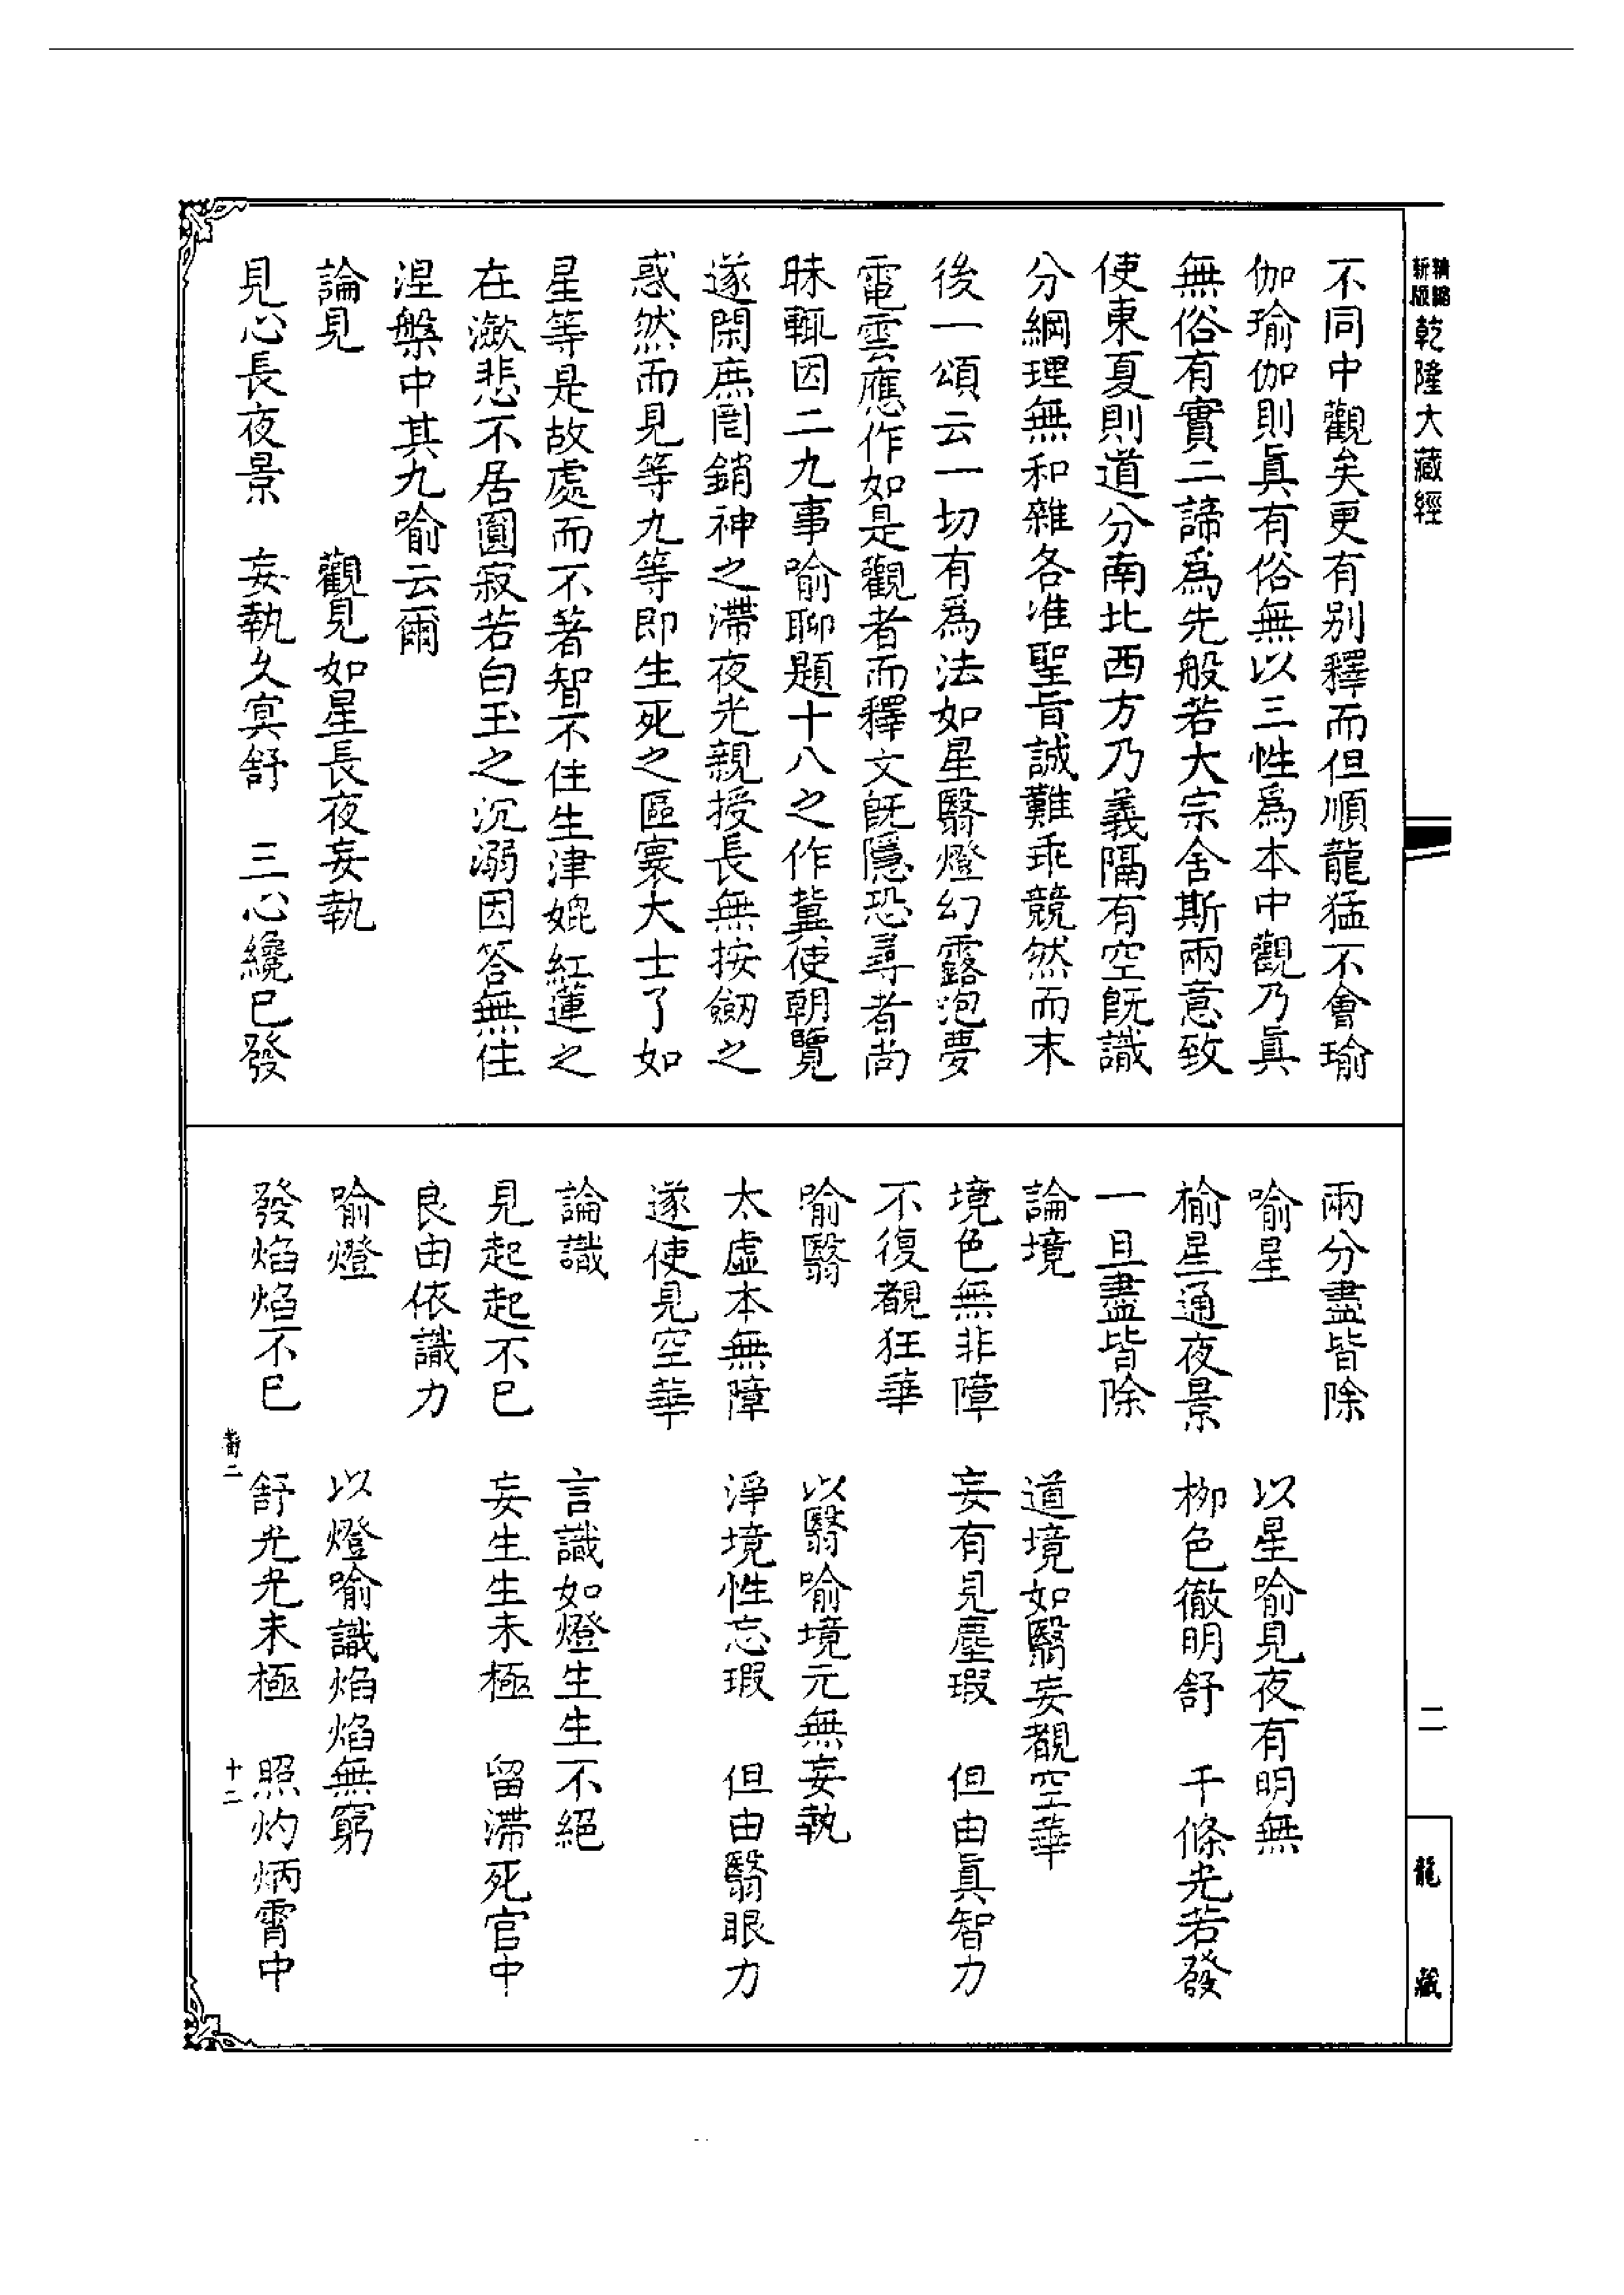 精縮新版乾隆大藏經
二
龍藏
不同中觀矣更有別釋而但順龍猛不會瑜
伽瑜伽則眞有俗無以三性爲本中觀乃眞
無俗有實二諦爲先般若大宗含斯兩意致
使東夏則道分南北西方乃義隔有空旣識
分綱理無和雜各准聖旨誠難乖競然而末
後一頌云一切有爲法如星翳燈幻露泡夢
電雲應作如是觀者而釋文旣隱恐尋者尚
昧輒因二九事喻聊題十八之作冀使朝覽
遂閑庶罔銷神之滯夜光親授長無按劒之
惑然而見等九等即生死之區寰大士了如
星等是故處而不著智不住生津媲紅蓮之
在漪悲不居圓寂若白玉之沉溺因答無住
涅槃中其九喻云爾
論見　觀見如星長夜妄執
見心長夜景　妄執久冥舒　三心纔已發
兩分盡皆除
喻星　以星喻見夜有明無
榆星通夜景　柳色徹明舒　千條光若發
一旦盡皆除
論境　道境如翳妄覩空華
境色無非障　妄有見塵瑕　但由眞智力
不復覩狂華
喻翳　以翳喻境元無妄執
太虛本無障　淨境性忘瑕　但由翳眼力
遂使見空華
論識　言識如燈生生不絕
見起起不已　妄生生未極　留滯死官中
良由依識力
喻燈　以燈喻識焰焰無窮
發焰焰不已　舒光光未極　照灼炳霄中
二　十二